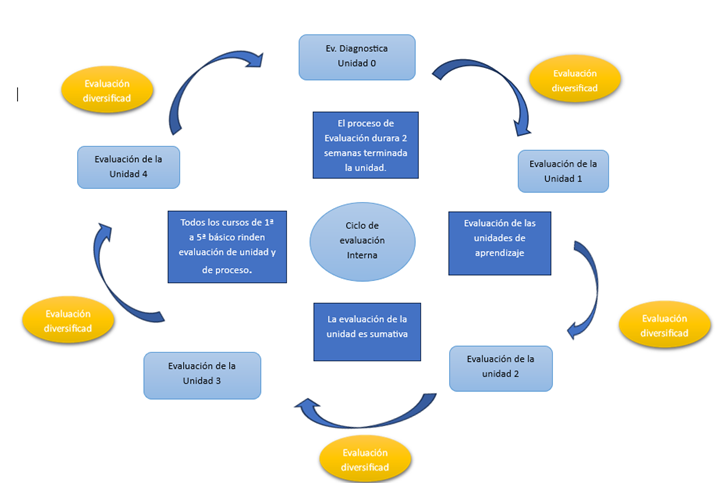 Ev. Diagnostica
Unidad 0
Evaluación
diversificad
Evaluación
diversificad
El proceso de
Evaluación durara 2
semanas terminada
la unidad.
Evaluación de la
Unidad 4
Evaluación de la
Unidad 1
Todos los cursos de 1ª
a 5ª básico rinden
evaluación de unidad y
de proceso.
Ciclo de
evaluación
Interna
Evaluación de las
unidades de
aprendizaje
Evaluación
diversificad
La evaluación de la
unidad es sumativa
Evaluación
diversificad
Evaluación de la
Unidad 3
Evaluación de la
unidad 2
Evaluación
diversificad